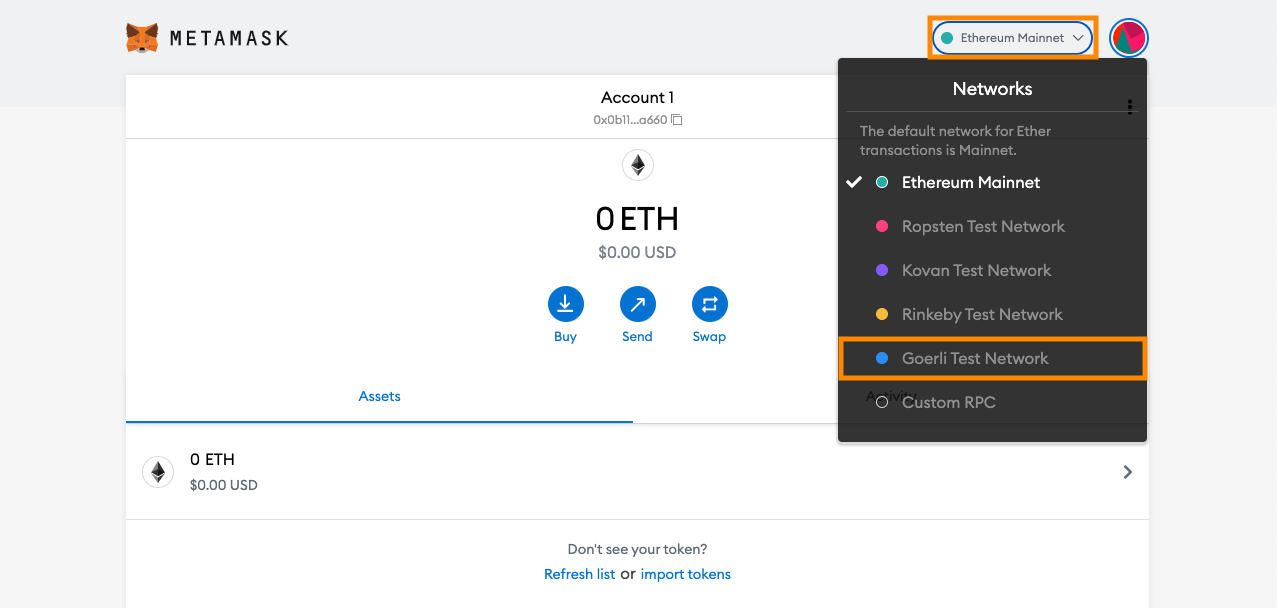 METAMASK
Ethereum Mainnet
Account 1
0x0b11...a660
0 ETH
$0.00 USD
Buy
Send
Swap
Assets
Activity
Networks
The default network for Ether
transactions is Mainnet.
Ethereum Mainnet
Ropsten Test Network
Kovan Test Network
Rinkeby Test Network
Goerli Test Network
Custom RPC
0 ETH
$0.00 USD
Don't see your token?
Refresh list or import tokens